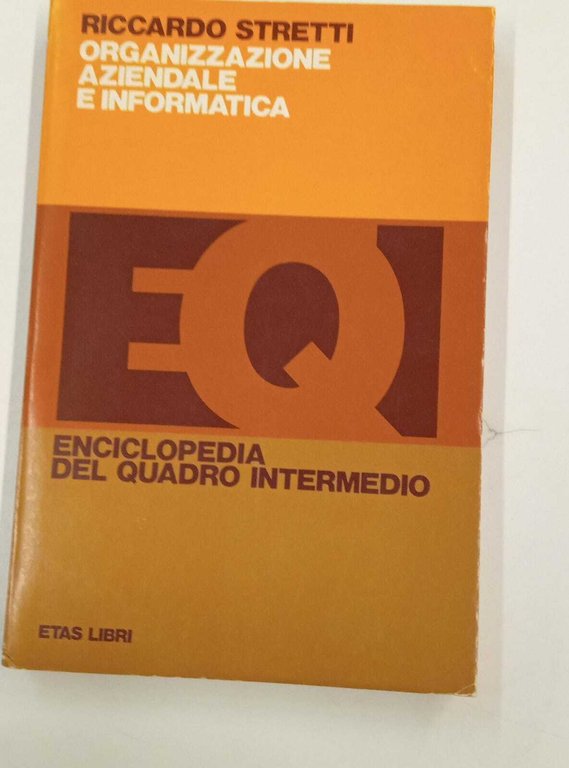 RICCARDO STRETTI
ORGANIZZAZIONE
AZIENDALE
E INFORMATICA
EQI
ENCICLOPEDIA
DEL QUADRO INTERMEDIO
ETAS LIBRI